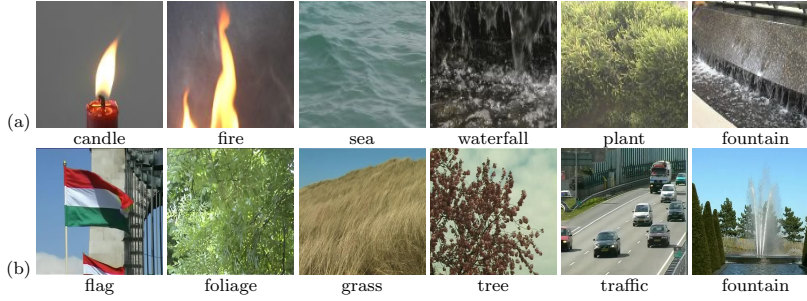 (a)
candle fire sea waterfall plant fountain
(b)
flag foliage grass tree traffic fountain